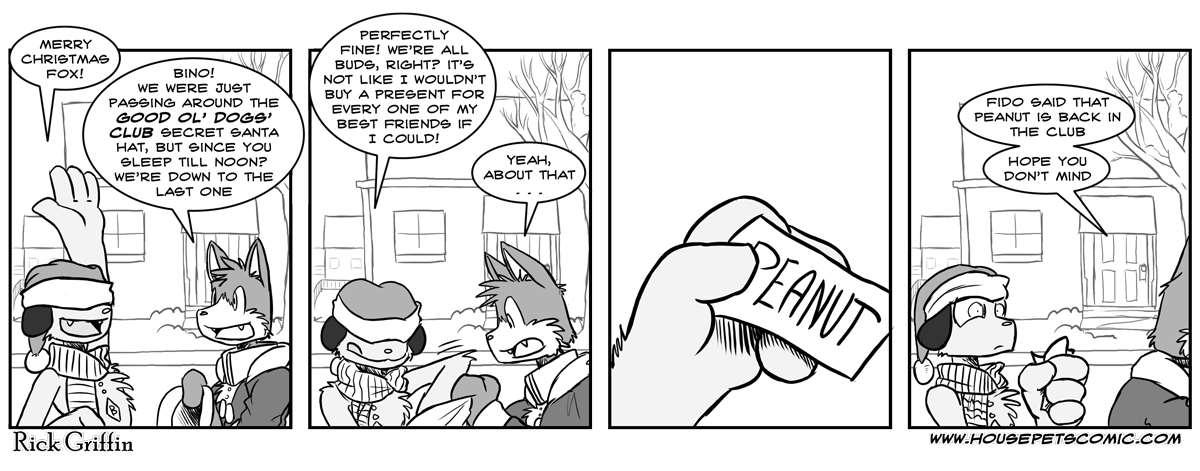 MERRY
CHRISTMAS
FOX!
BINO!
WE WERE JUST
PASSING AROUND THE
GOOD OL' DOGS'
CLUB SECRET SANTA
HAT, BUT SINCE YOU
SLEEP TILL NOON?
WE'RE DOWN TO THE
LAST ONE
PERFECTLY
FINE! WE'RE ALL
BUDS, RIGHT? IT'S
NOT LIKE I WOULDN'T
BUY A PRESENT FOR
EVERY ONE OF MY
BEST FRIENDS IF
I COULD!
YEAH,
ABOUT THAT
. . .
PEANUT
FIDO SAID THAT
PEANUT IS BACK IN
THE CLUB
HOPE YOU
DON'T MIND
Rick Griffin
WWW.HOUSEPETSCOMIC.COM